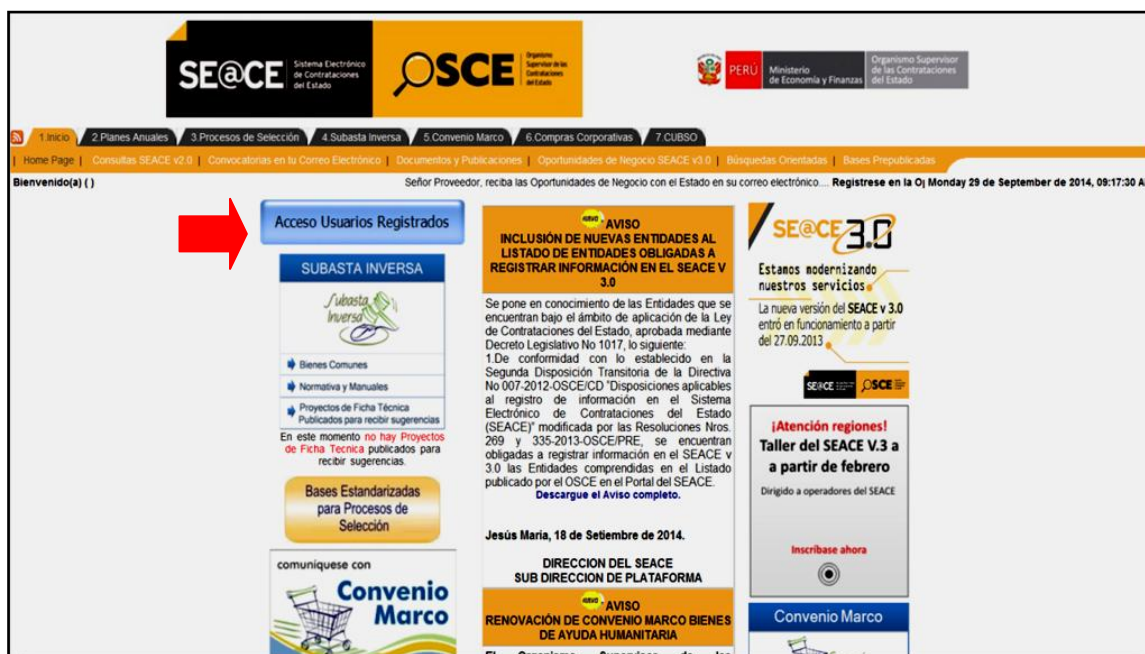 SE@CE Sistema Electrónico
de Contrataciones
del Estado
OSCE Organismo
Supervisor de las
Contrataciones
del Estado
PERÚ Ministerio
de Economía y Finanzas
Organismo Supervisor
de las Contrataciones
del Estado
1.Inicio 2.Planes Anuales 3.Procesos de Selección 4.Subasta Inversa 5.Convenio Marco 6.Compras Corporativas 7.CUBSO
| Home Page | Consultas SEACE v2.0 | Convocatorias en tu Correo Electrónico | Documentos y Publicaciones | Oportunidades de Negocio SEACE v3.0 | Búsquedas Orientadas | Bases Prepublicadas
Bienvenido(a) ( ) Señor Proveedor, reciba las Oportunidades de Negocio con el Estado en su correo electrónico.... Registrese en la O¡ Monday 29 de September de 2014, 09:17:30 A
Acceso Usuarios Registrados
SUBASTA INVERSA
Subasta
Inversa
Bienes Comunes
Normativa y Manuales
Proyectos de Ficha Técnica
Publicados para recibir sugerencias
En este momento no hay Proyectos
de Ficha Tecnica publicados para
recibir sugerencias.
Bases Estandarizadas
para Procesos de
Selección
comuniquese con
Convenio
Marco
AVISO
INCLUSIÓN DE NUEVAS ENTIDADES AL
LISTADO DE ENTIDADES OBLIGADAS A
REGISTRAR INFORMACIÓN EN EL SEACE V
3.0
Se pone en conocimiento de las Entidades que se
encuentran bajo el ámbito de aplicación de la Ley
de Contrataciones del Estado, aprobada mediante
Decreto Legislativo No 1017, lo siguiente:
1.De conformidad con lo establecido en la
Segunda Disposición Transitoria de la Directiva
No 007-2012-OSCE/CD "Disposiciones aplicables
al registro de información en el Sistema
Electrónico de Contrataciones del Estado
(SEACE)" modificada por las Resoluciones Nros.
269 y 335-2013-OSCE/PRE, se encuentran
obligadas a registrar información en el SEACE v
3.0 las Entidades comprendidas en el Listado
publicado por el OSCE en el Portal del SEACE.
Descargue el Aviso completo.
Jesús María, 18 de Setiembre de 2014.
DIRECCION DEL SEACE
SUB DIRECCION DE PLATAFORMA
AVISO
RENOVACIÓN DE CONVENIO MARCO BIENES
DE AYUDA HUMANITARIA
El Organismo Supervisor de las
SE@CE 3.0
Estamos modernizando
nuestros servicios
La nueva versión del SEACE v 3.0
entró en funcionamiento a partir
del 27.09.2013
SE@CE OSCE
¡Atención regiones!
Taller del SEACE V.3 a
a partir de febrero
Dirigido a operadores del SEACE
Inscríbase ahora
Convenio Marco